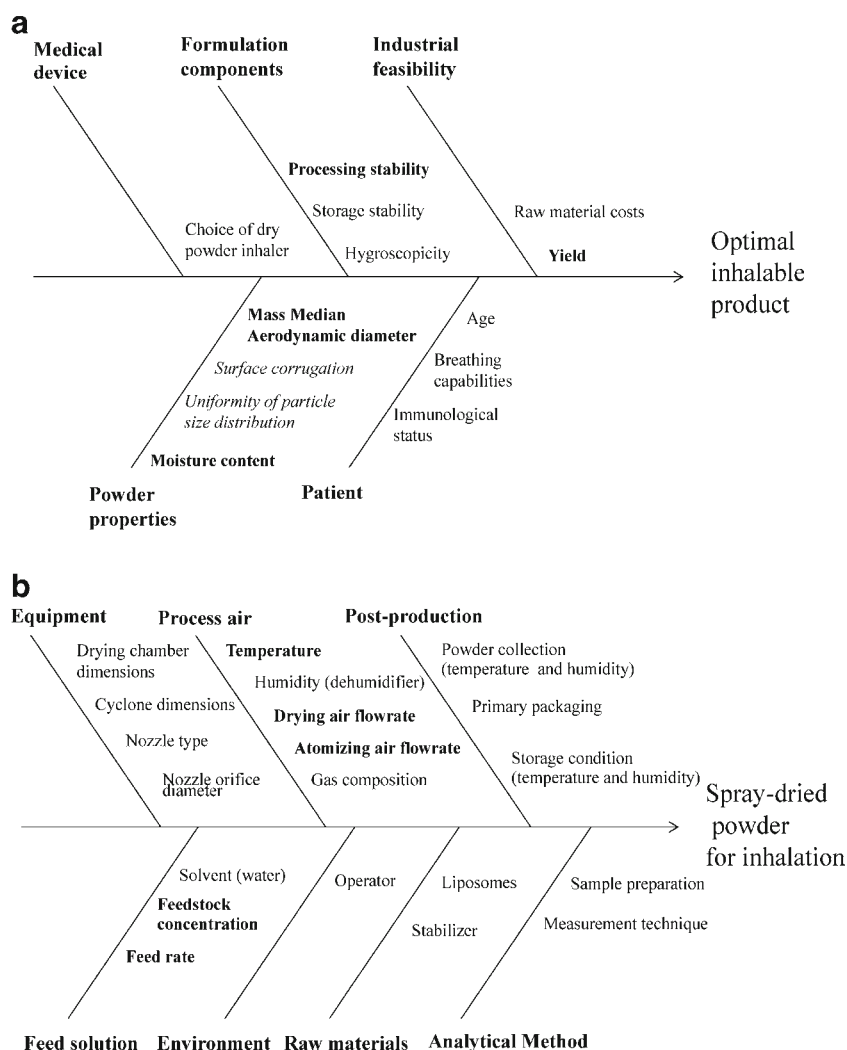 a
Medical
device
Formulation
components
Industrial
feasibility
Processing stability
Storage stability
Hygroscopicity
Choice of dry
powder inhaler
Raw material costs
Yield
Optimal
inhalable
product
Mass Median
Aerodynamic diameter
Surface corrugation
Uniformity of particle
size distribution
Moisture content
Powder
properties
Age
Breathing
capabilities
Immunological
status
Patient
b
Equipment
Process air
Post-production
Drying chamber
dimensions
Cyclone dimensions
Nozzle type
Nozzle orifice
diameter
Temperature
Humidity (dehumidifier)
Drying air flowrate
Atomizing air flowrate
Gas composition
Powder collection
(temperature and humidity)
Primary packaging
Storage condition
(temperature and humidity)
Spray-dried
powder
for inhalation
Solvent (water)
Feedstock
concentration
Feed rate
Operator
Liposomes
Stabilizer
Sample preparation
Measurement technique
Feed solution
Environment
Raw materials
Analytical Method